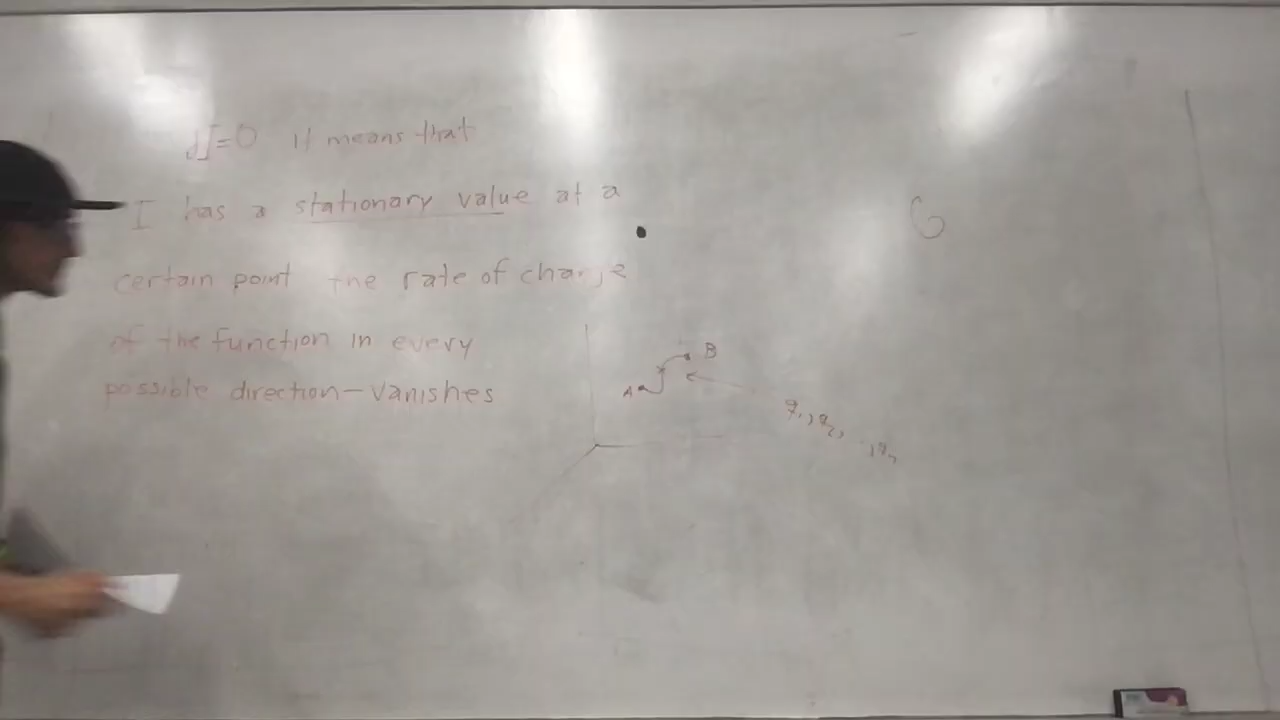 dI=0 it means that
I has a stationary value at a
certain point the rate of change
of the function in every
possible direction-vanishes
B
A
q₁,q₂, ..,qₙ